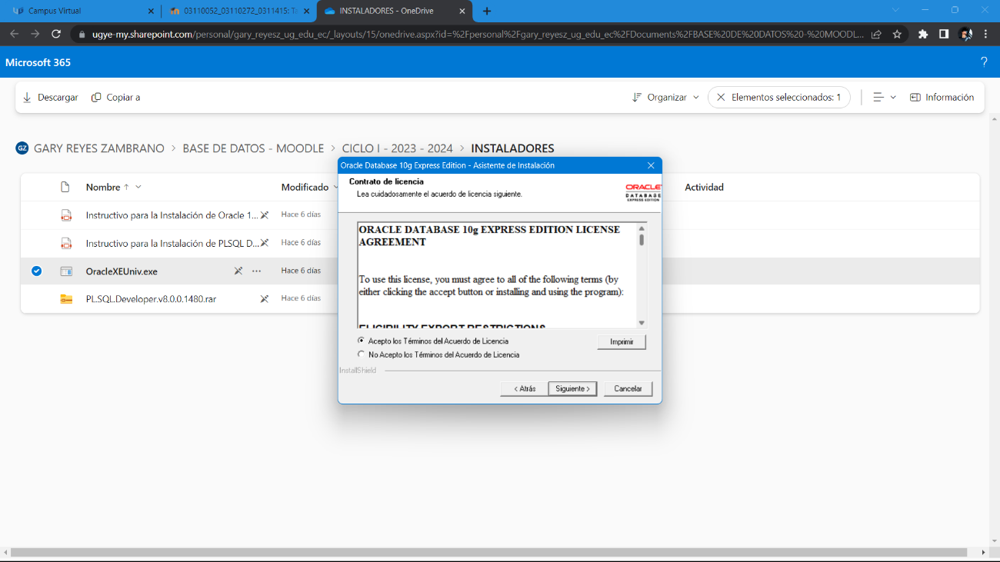 Campus Virtual
03110052_03110272_0311415: T
INSTALADORES - OneDrive
ugye-my.sharepoint.com/personal/gary_reyesz_ug_edu_ec/_layouts/15/onedrive.aspx?id=%2Fpersonal%2Fgary_reyesz_ug_edu_ec%2FDocuments%2FBASE%20DE%20DATOS%20-%20MOODL...
Microsoft 365
?
Descargar
Copiar a
Organizar
Elementos seleccionados: 1
Información
GZ GARY REYES ZAMBRANO > BASE DE DATOS - MOODLE > CICLO I - 2023 - 2024 > INSTALADORES
Nombre
Modificado
Actividad
Instructivo para la Instalación de Oracle 1...
Hace 6 días
Instructivo para la Instalación de PLSQL D...
Hace 6 días
OracleXEUniv.exe
Hace 6 días
PL.SQL.Developer.v8.0.0.1480.rar
Hace 6 días
Oracle Database 10g Express Edition - Asistente de Instalación
Contrato de licencia
Lea cuidadosamente el acuerdo de licencia siguiente.
ORACLE
DATABASE
EXPRESS EDITION
ORACLE DATABASE 10g EXPRESS EDITION LICENSE
AGREEMENT
To use this license, you must agree to all of the following terms (by
either clicking the accept button or installing and using the program):
ELIGIBILITY EXPORT RESTRICTIONS
Acepto los Términos del Acuerdo de Licencia
Imprimir
No Acepto los Términos del Acuerdo de Licencia
InstallShield
< Atrás
Siguiente >
Cancelar